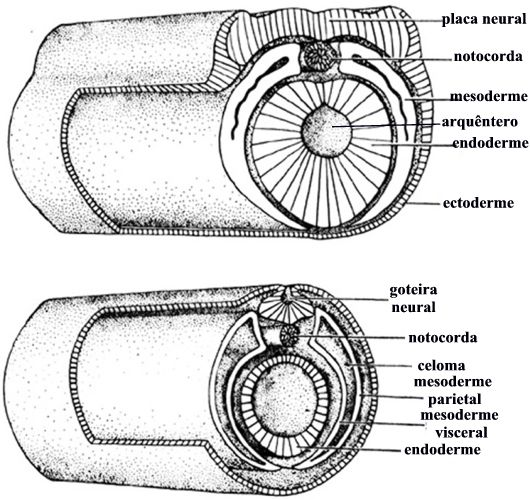 placa neural
notocorda
mesoderme
arquêntero
endoderme
ectoderme
goteira
neural
notocorda
celoma
mesoderme
parietal
mesoderme
visceral
endoderme